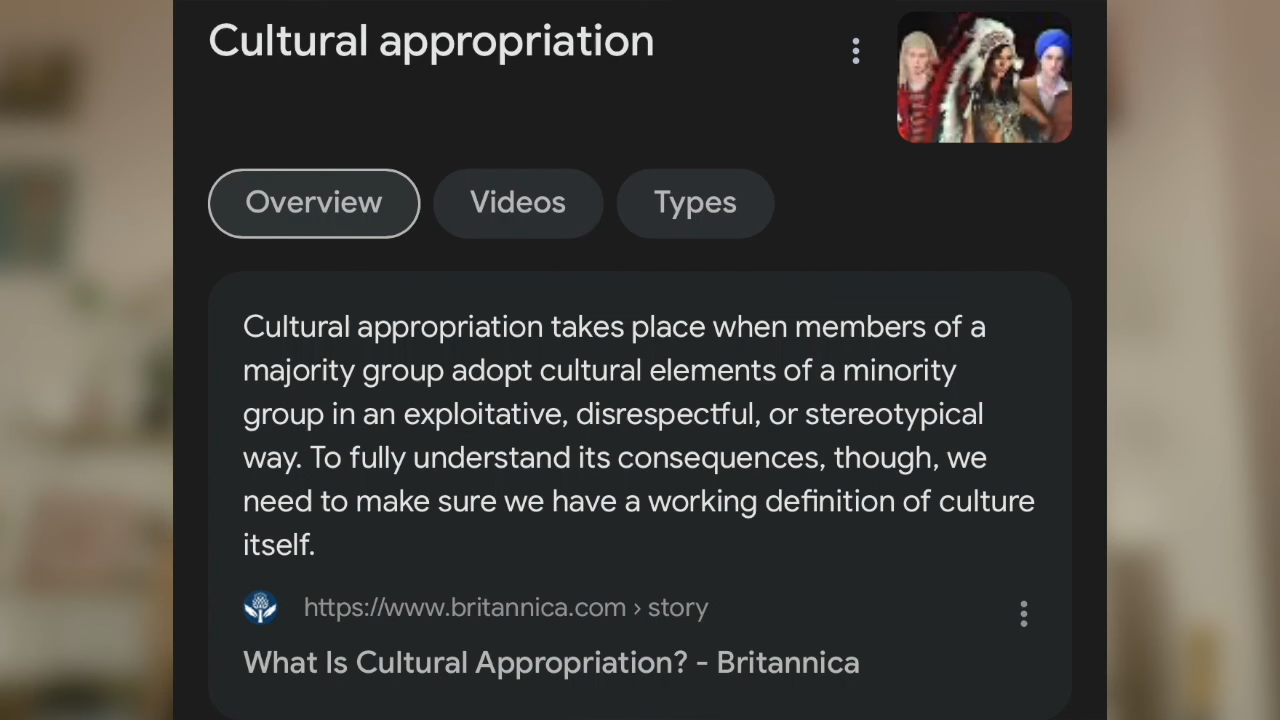 Cultural appropriation
Overview
Videos
Types
Cultural appropriation takes place when members of a
majority group adopt cultural elements of a minority
group in an exploitative, disrespectful, or stereotypical
way. To fully understand its consequences, though, we
need to make sure we have a working definition of culture
itself.
https://www.britannica.com › story
What Is Cultural Appropriation? - Britannica